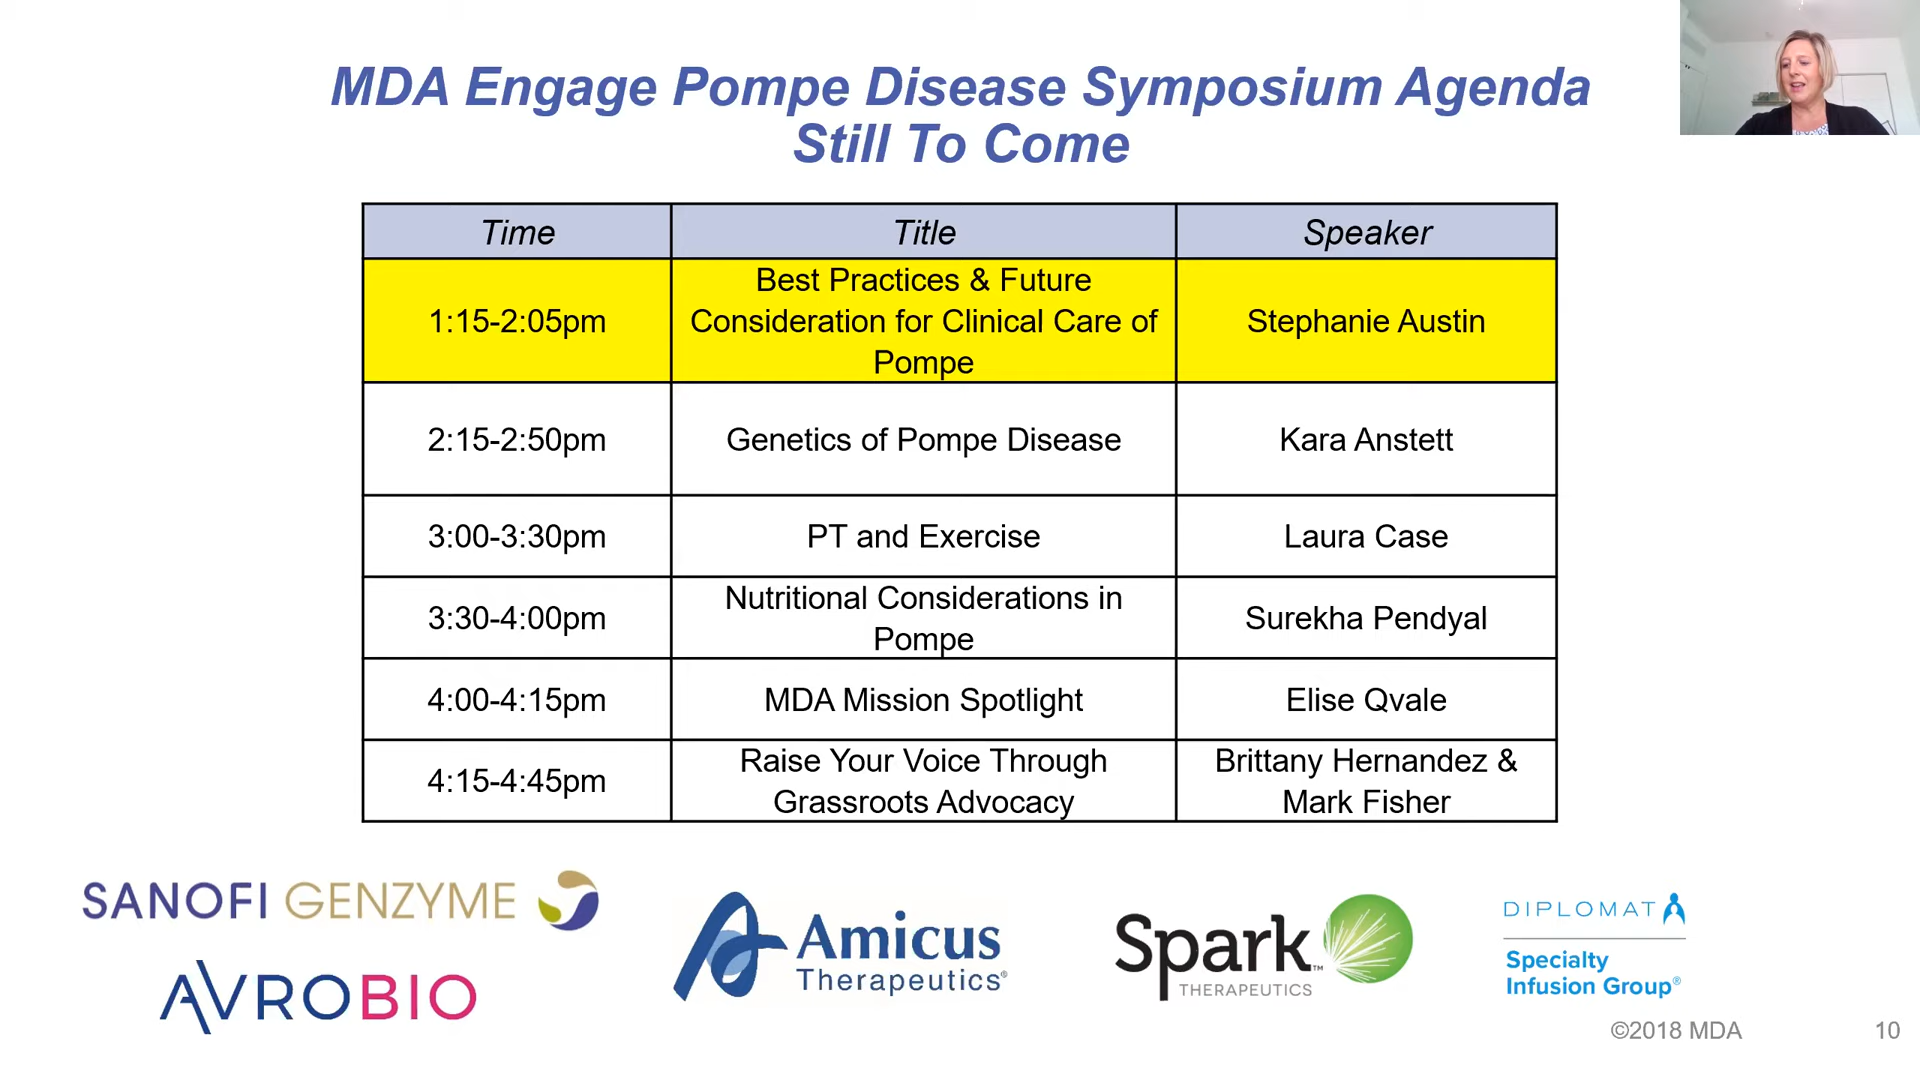 MDA Engage Pompe Disease Symposium Agenda
Still To Come
Time Title Speaker
1:15-2:05pm Best Practices & Future Consideration for Clinical Care of Pompe Stephanie Austin
2:15-2:50pm Genetics of Pompe Disease Kara Anstett
3:00-3:30pm PT and Exercise Laura Case
3:30-4:00pm Nutritional Considerations in Pompe Surekha Pendyal
4:00-4:15pm MDA Mission Spotlight Elise Qvale
4:15-4:45pm Raise Your Voice Through Grassroots Advocacy Brittany Hernandez & Mark Fisher
SANOFI GENZYME
AVROBIO
Amicus
Therapeutics®
Spark™
THERAPEUTICS
DIPLOMAT
Specialty
Infusion Group®
©2018 MDA 10